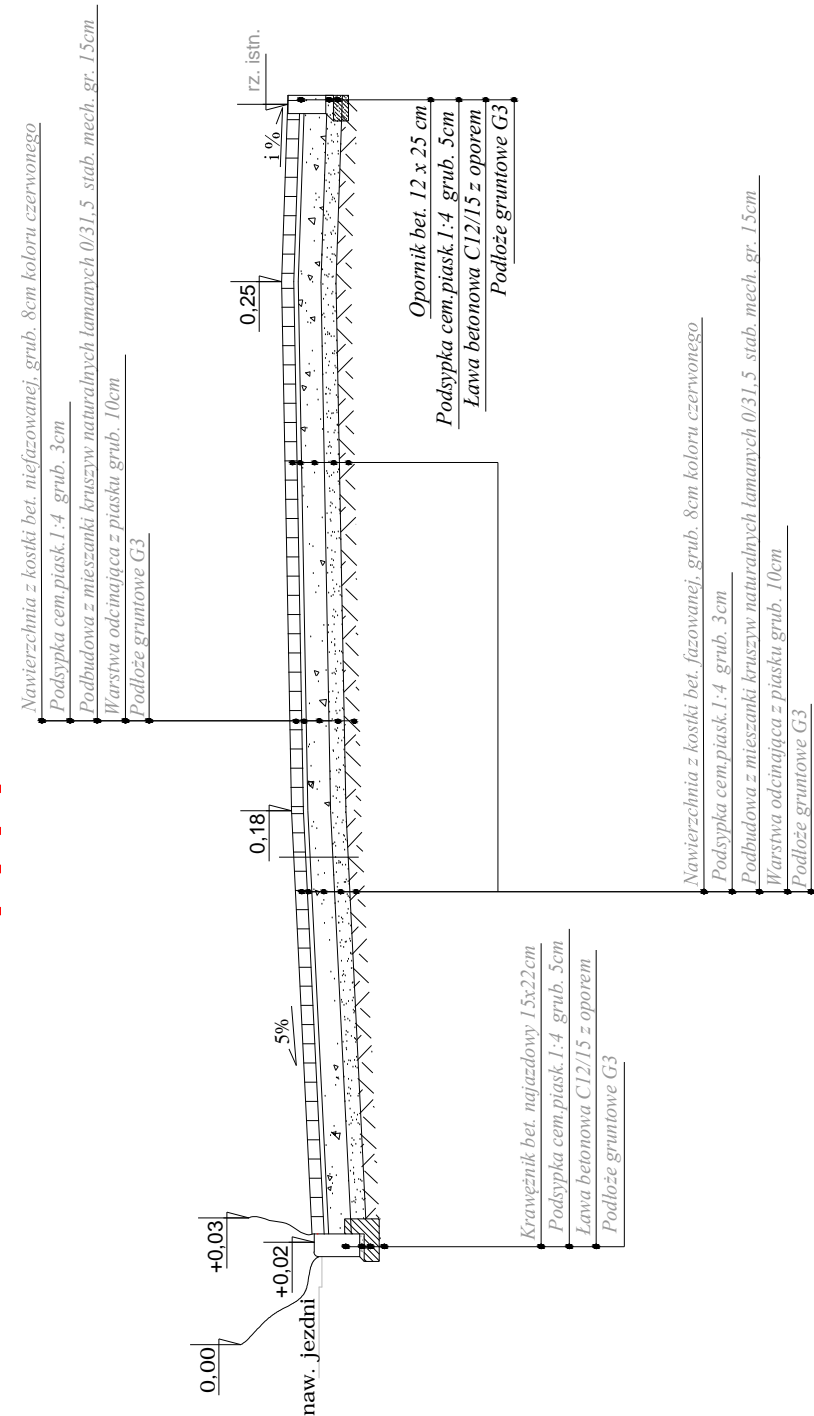 Nawierzchnia z kostki bet. niefazowanej, grub. 8cm koloru czerwonego
Podsypka cem.piask.1:4 grub. 3cm
Podbudowa z mieszanki kruszyw naturalnych łamanych 0/31,5 stab. mech. gr. 15cm
Warstwa odcinająca z piasku grub. 10cm
Podłoże gruntowe G3
0,00
+0,03
+0,02
naw. jezdni
5%
0,18
0,25
i %
rz. istn.
Opornik bet. 12 x 25 cm
Podsypka cem.piask.1:4 grub. 5cm
Ława betonowa C12/15 z oporem
Podłoże gruntowe G3
Krawężnik bet. najazdowy 15x22cm
Podsypka cem.piask.1:4 grub. 5cm
Ława betonowa C12/15 z oporem
Podłoże gruntowe G3
Nawierzchnia z kostki bet. fazowanej, grub. 8cm koloru czerwonego
Podsypka cem.piask.1:4 grub. 3cm
Podbudowa z mieszanki kruszyw naturalnych łamanych 0/31,5 stab. mech. gr. 15cm
Warstwa odcinająca z piasku grub. 10cm
Podłoże gruntowe G3